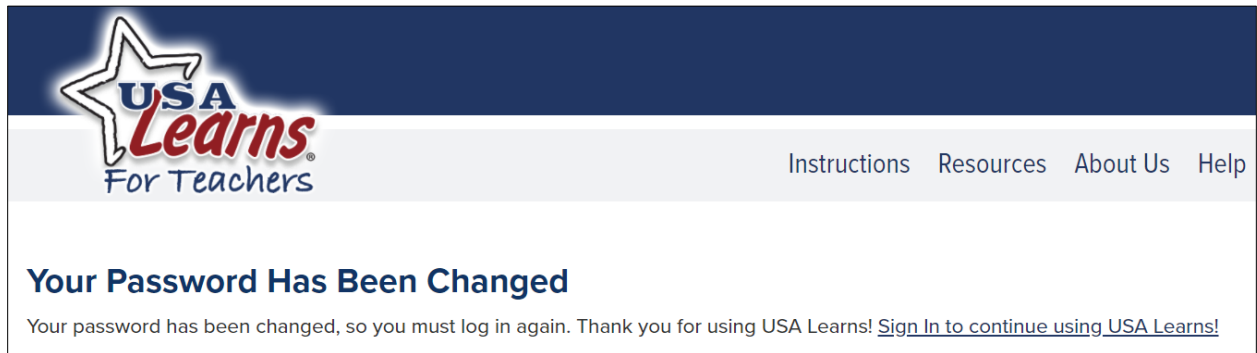 USA
Learns®
For Teachers
Instructions Resources About Us Help
Your Password Has Been Changed
Your password has been changed, so you must log in again. Thank you for using USA Learns! Sign In to continue using USA Learns!